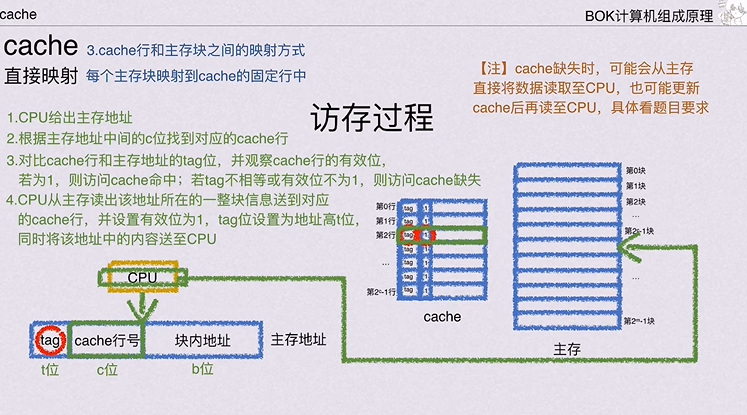 cache
BOK计算机组成原理
cache 3.cache行和主存块之间的映射方式
直接映射 每个主存块映射到cache的固定行中
【注】cache缺失时，可能会从主存
直接将数据读取至CPU，也可能更新
cache后再读至CPU，具体看题目要求
访存过程
1.CPU给出主存地址
2.根据主存地址中间的c位找到对应的cache行
3.对比cache行和主存地址的tag位，并观察cache行的有效位，
若为1，则访问cache命中；若tag不相等或有效位不为1，则访问cache缺失
4.CPU从主存读出该地址所在的一整块信息送到对应
的cache行，并设置有效位为1，tag位设置为地址高t位，
同时将该地址中的内容送至CPU
第0行 tag 1
第1行 tag 1
第2行 tag 1
tag 1
... tag 1
tag 1
第2ᶜ-1行 tag 1
cache
第0块
第1块
第2块
...
第2ᶜ-1块
...
第2ᵐ-1块
主存
CPU
tag cache行号 块内地址 主存地址
t位 c位 b位